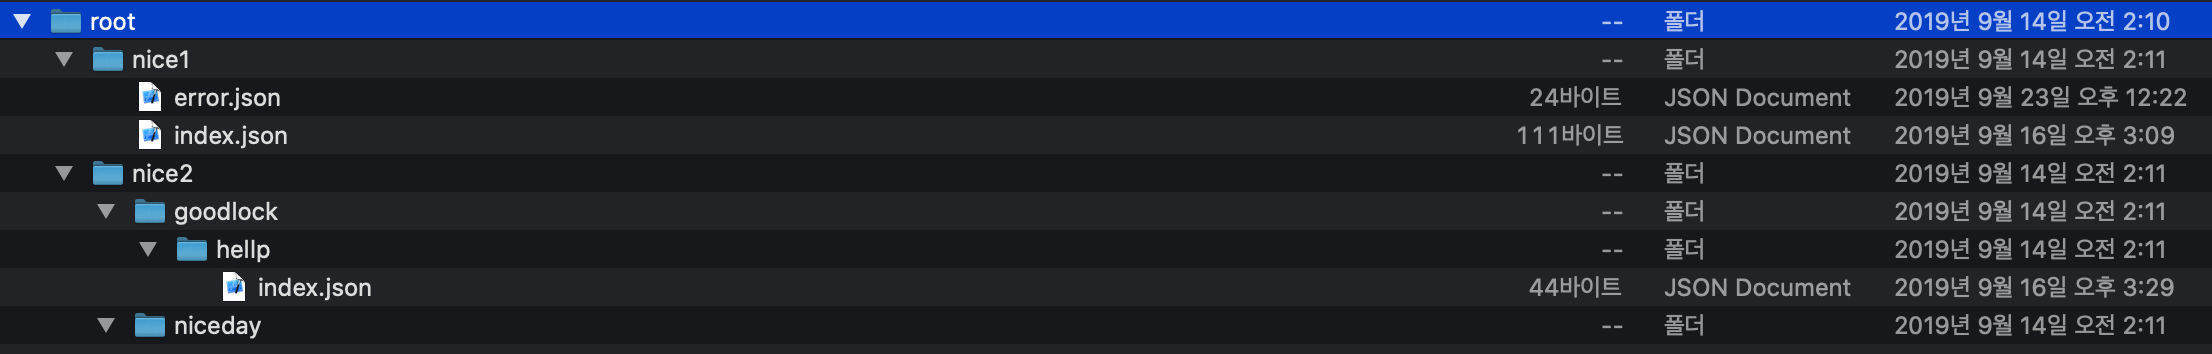 root -- 폴더 2019년 9월 14일 오전 2:10
nice1 -- 폴더 2019년 9월 14일 오전 2:11
error.json 24바이트 JSON Document 2019년 9월 23일 오후 12:22
index.json 111바이트 JSON Document 2019년 9월 16일 오후 3:09
nice2 -- 폴더 2019년 9월 14일 오전 2:11
goodlock -- 폴더 2019년 9월 14일 오전 2:11
hellp -- 폴더 2019년 9월 14일 오전 2:11
index.json 44바이트 JSON Document 2019년 9월 16일 오후 3:29
niceday -- 폴더 2019년 9월 14일 오전 2:11